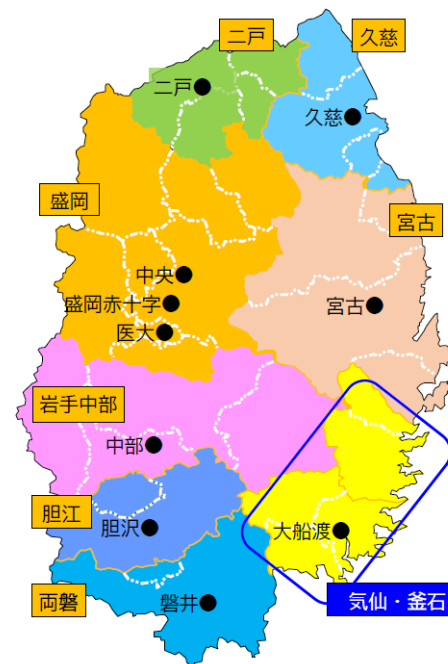 二戸
久慈
二戸
久慈
盛岡
宮古
中央
盛岡赤十字
宮古
医大
岩手中部
中部
胆江
胆沢
大船渡
両磐
磐井
気仙・釜石